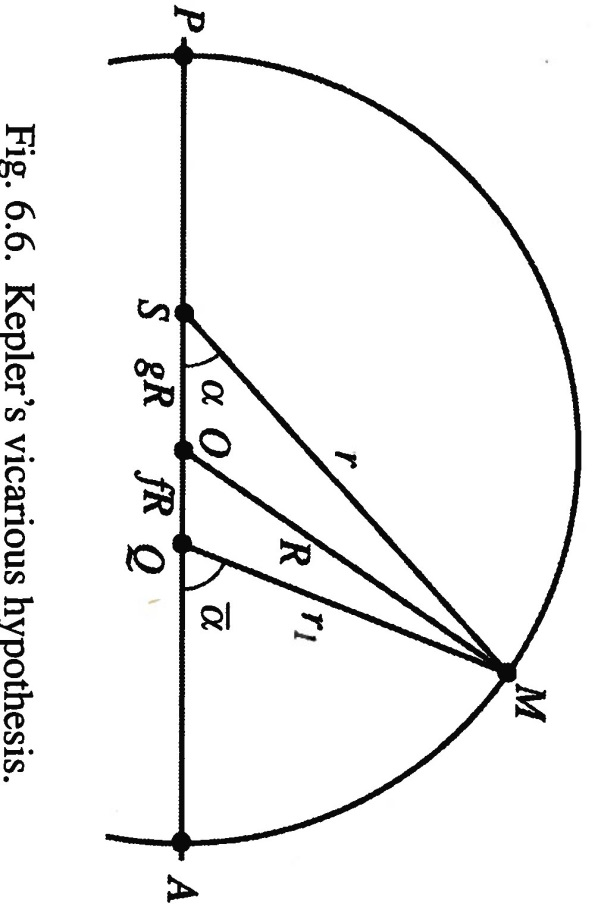 P
S
gR
α
O
fR
Q
ᾱ
r
R
r₁
M
A
Fig. 6.6. Kepler's vicarious hypothesis.